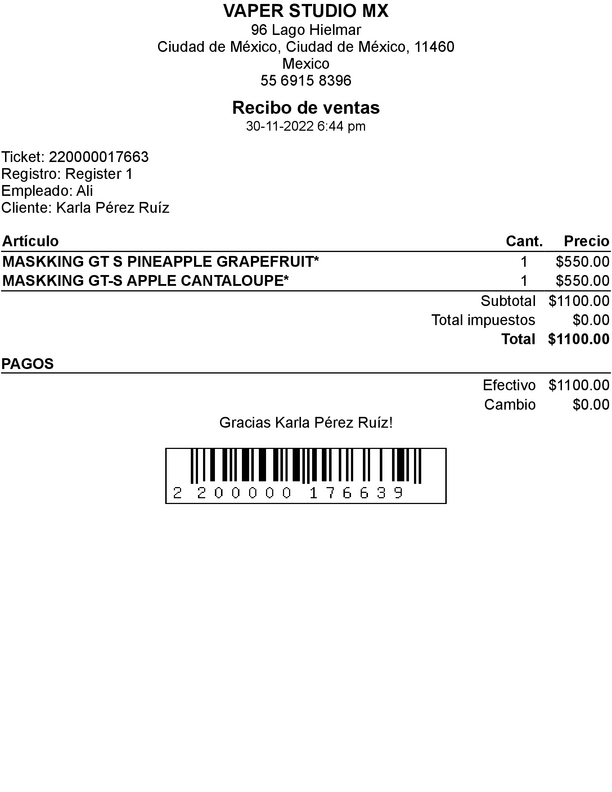 VAPER STUDIO MX
96 Lago Hielmar
Ciudad de México, Ciudad de México, 11460
Mexico
55 6915 8396
Recibo de ventas
30-11-2022 6:44 pm
Ticket: 220000017663
Registro: Register 1
Empleado: Ali
Cliente: Karla Pérez Ruíz
Artículo Cant. Precio
MASKKING GT S PINEAPPLE GRAPEFRUIT* 1 $550.00
MASKKING GT-S APPLE CANTALOUPE* 1 $550.00
Subtotal $1100.00
Total impuestos $0.00
Total $1100.00
PAGOS
Efectivo $1100.00
Cambio $0.00
Gracias Karla Pérez Ruíz!
2 200000 176639